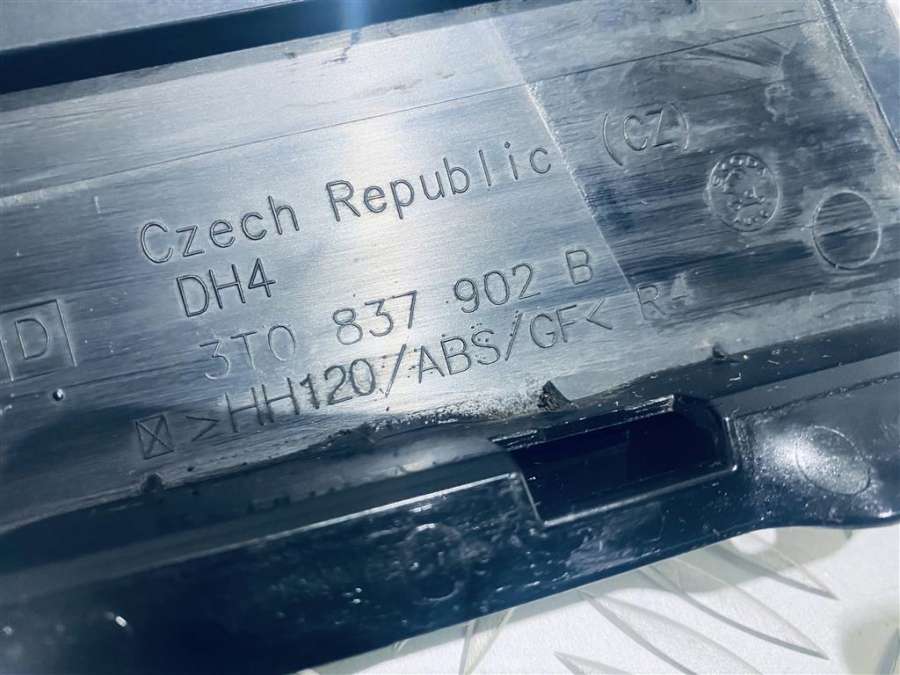 Czech Republic (CZ)
DH4
D
3T0 837 902 B
>HH120/ABS/GF< R4